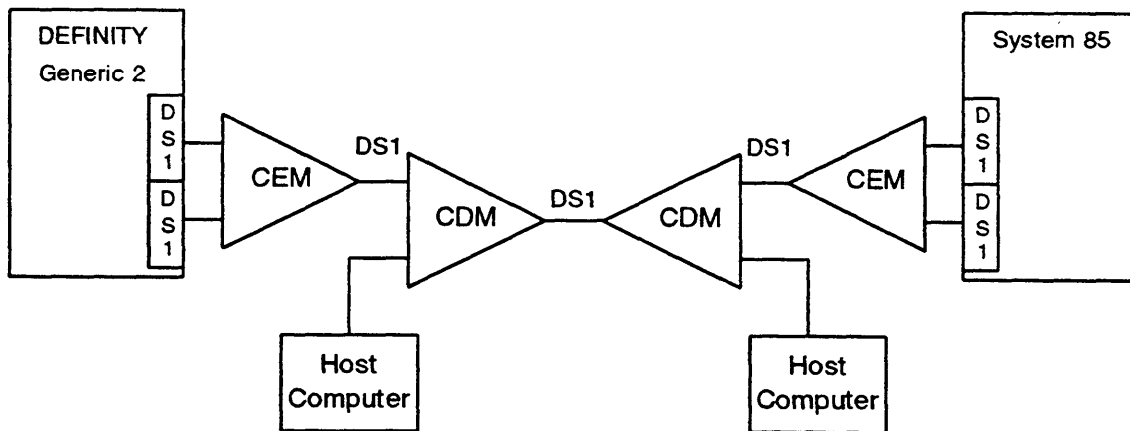 DEFINITY
Generic 2
DS1
DS1
CEM
DS1
CDM
DS1
CDM
DS1
CEM
System 85
DS1
DS1
Host
Computer
Host
Computer